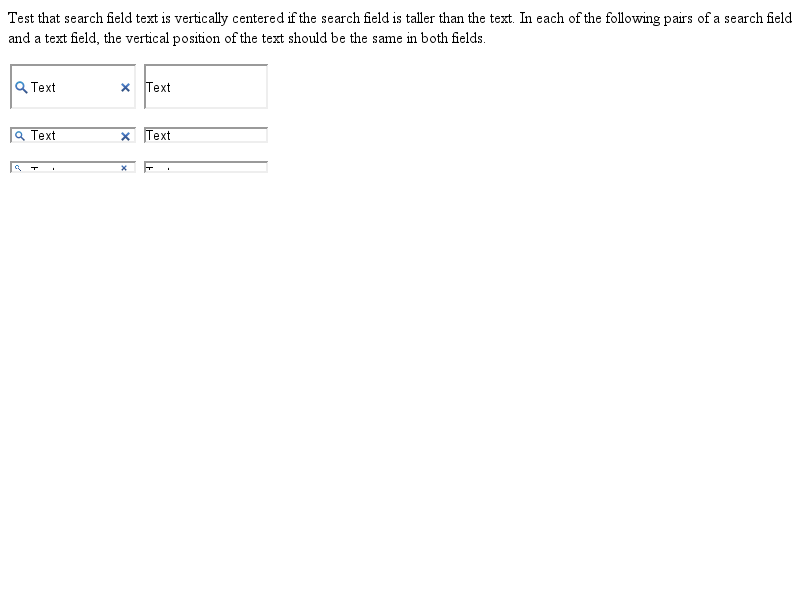 Test that search field text is vertically centered if the search field is taller than the text. In each of the following pairs of a search field
and a text field, the vertical position of the text should be the same in both fields.
Text Text
Text Text